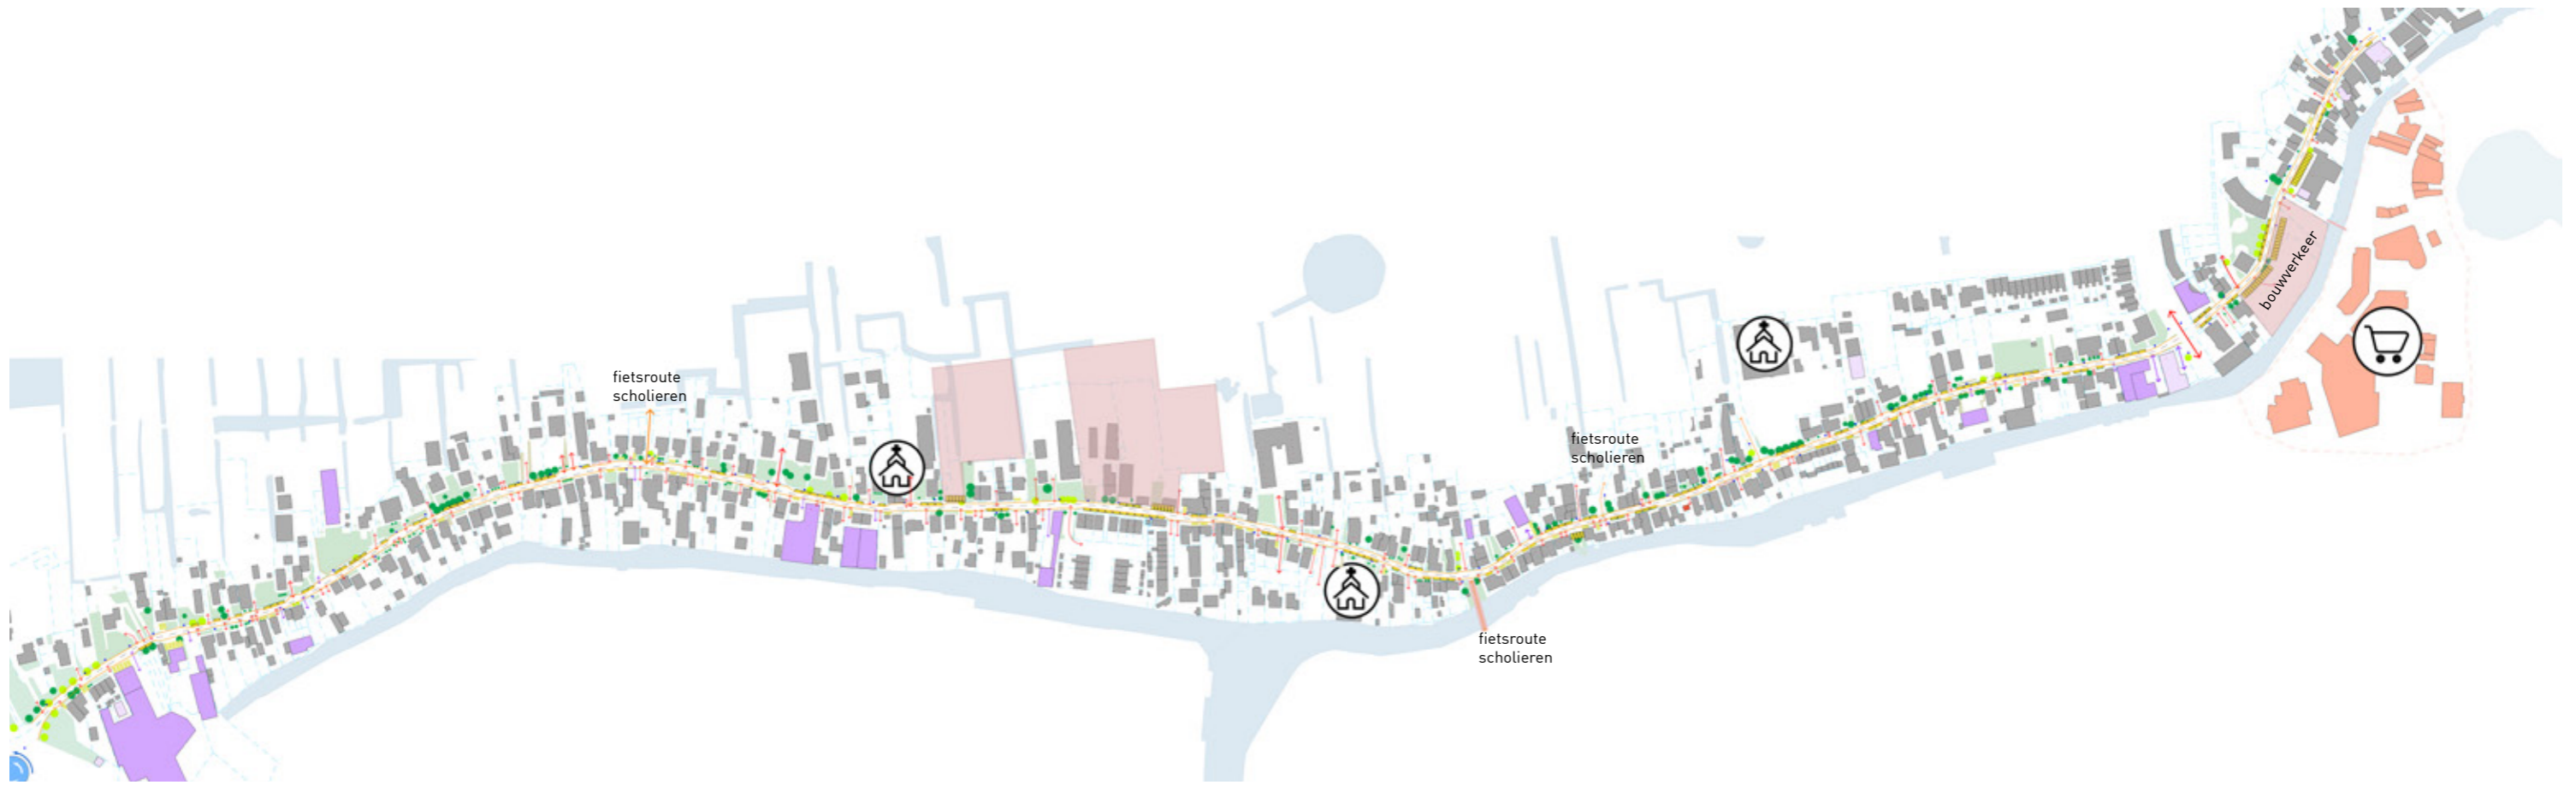 fietsroute
scholieren
fietsroute
scholieren
fietsroute
scholieren
bouwverkeer